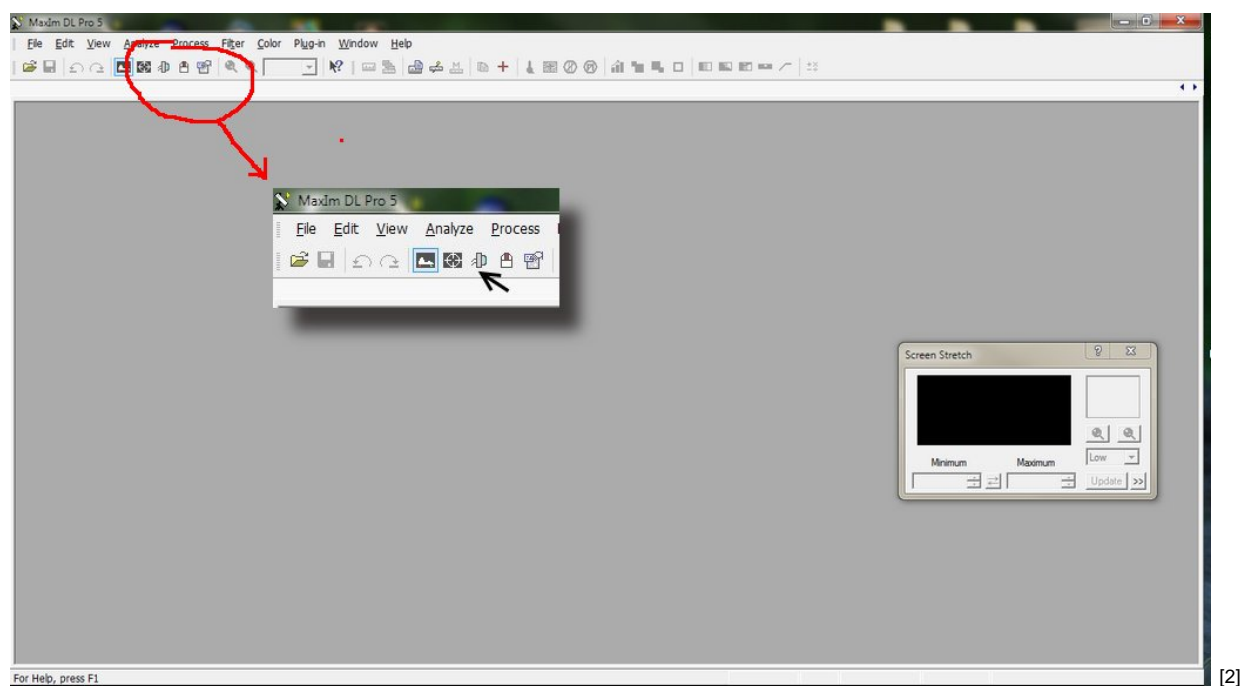 MaxIm DL Pro 5
File Edit View Analyze Process Filter Color Plug-in Window Help
MaxIm DL Pro 5
File Edit View Analyze Process
Screen Stretch
Minimum Maximum
Low
Update >>
For Help, press F1
[2]